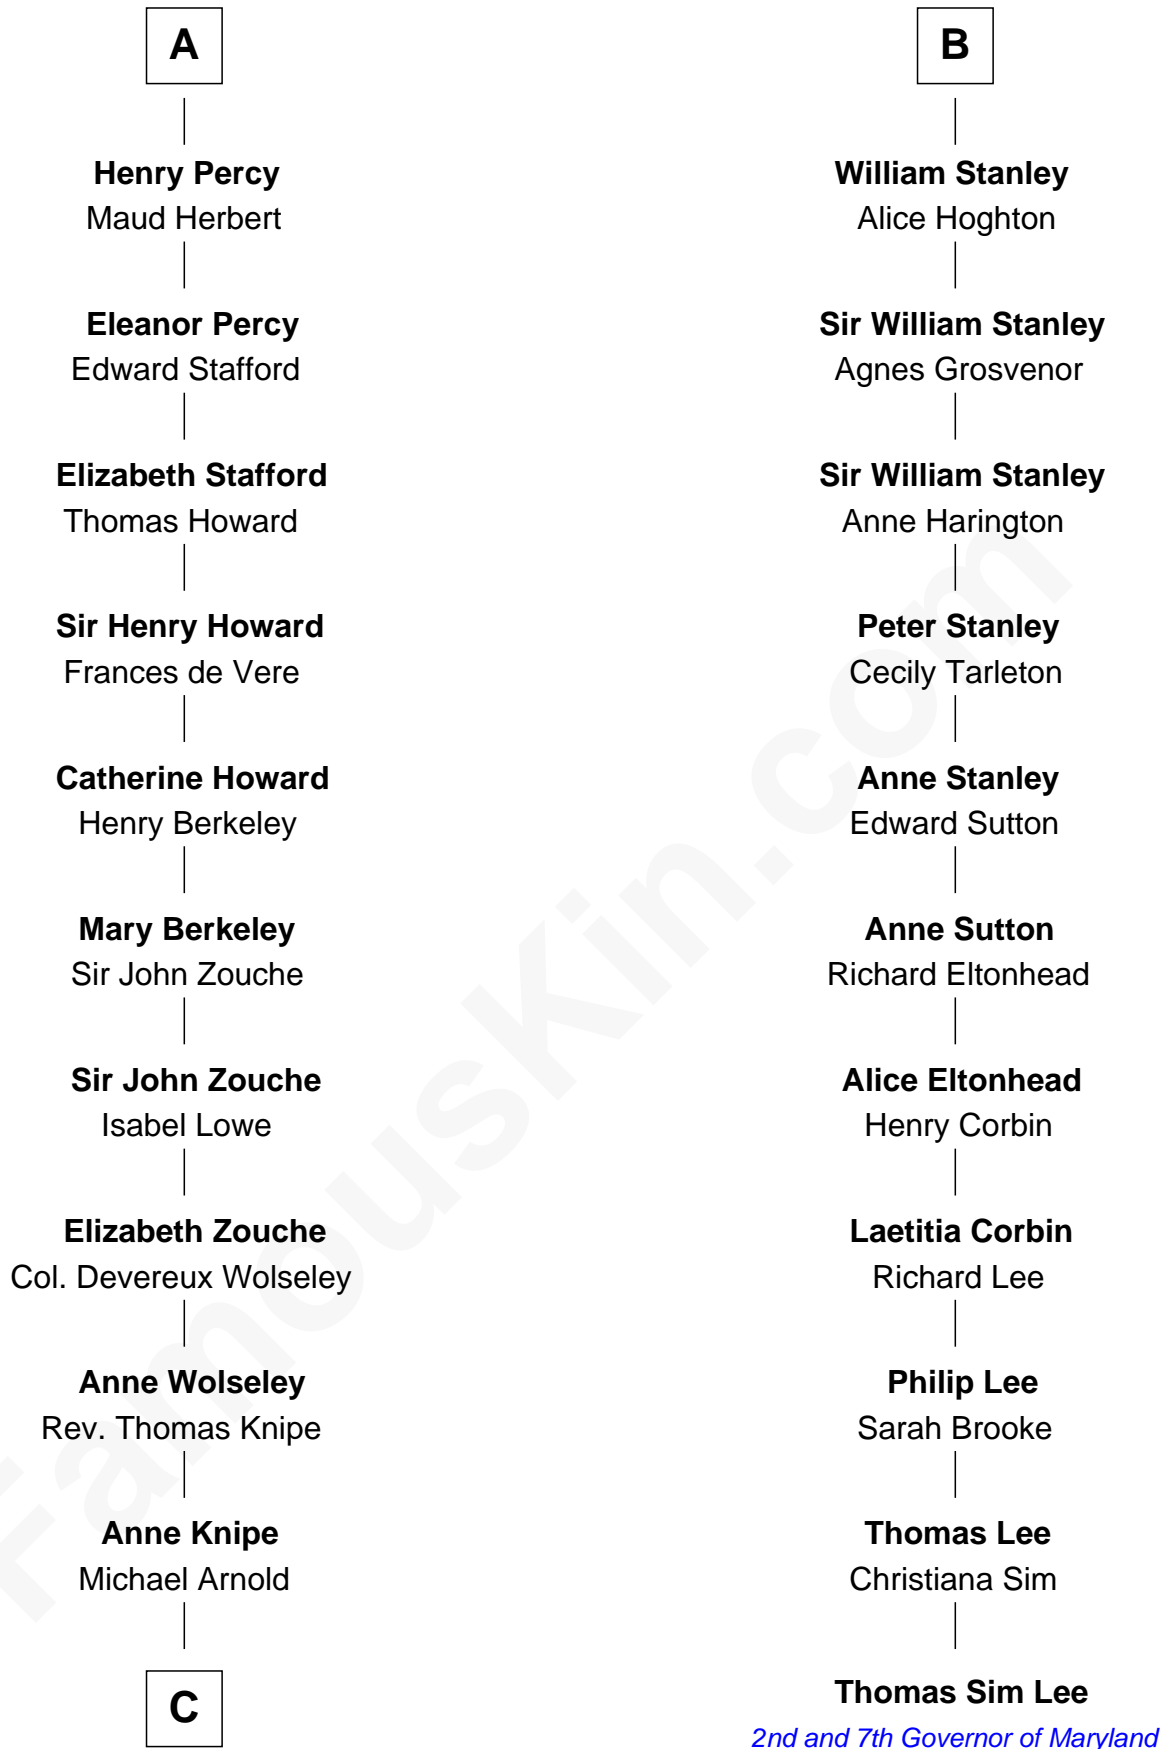 A
Henry Percy
Maud Herbert
Eleanor Percy
Edward Stafford
Elizabeth Stafford
Thomas Howard
Sir Henry Howard
Frances de Vere
Catherine Howard
Henry Berkeley
Mary Berkeley
Sir John Zouche
Sir John Zouche
Isabel Lowe
Elizabeth Zouche
Col. Devereux Wolseley
Anne Wolseley
Rev. Thomas Knipe
Anne Knipe
Michael Arnold
C
B
William Stanley
Alice Hoghton
Sir William Stanley
Agnes Grosvenor
Sir William Stanley
Anne Harington
Peter Stanley
Cecily Tarleton
Anne Stanley
Edward Sutton
Anne Sutton
Richard Eltonhead
Alice Eltonhead
Henry Corbin
Laetitia Corbin
Richard Lee
Philip Lee
Sarah Brooke
Thomas Lee
Christiana Sim
Thomas Sim Lee
2nd and 7th Governor of Maryland
FamousKin.com